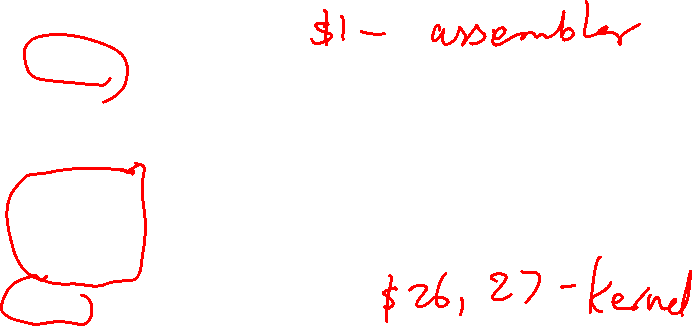 $1 - assembler
$26, 27 - kernel